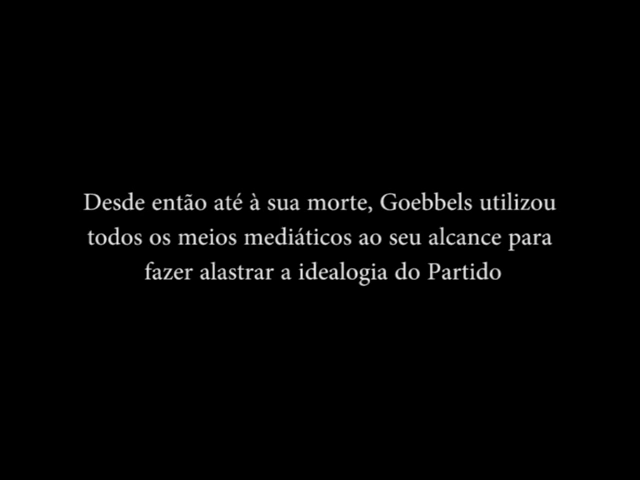 Desde então até à sua morte, Goebbels utilizou
todos os meios mediáticos ao seu alcance para
fazer alastrar a idealogia do Partido